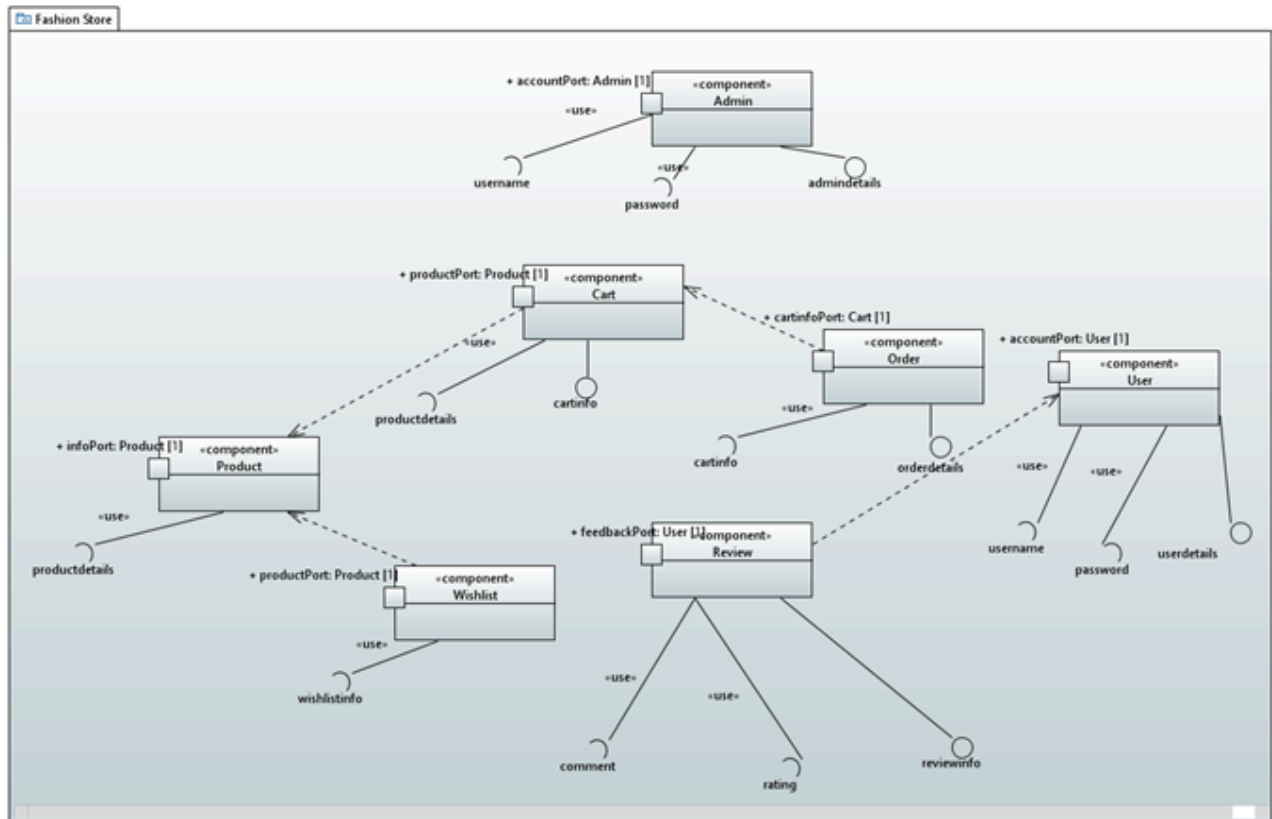 Fashion Store
+ accountPort: Admin [1]
«component»
Admin
«use»
«use»
username
password
admindetails
+ productPort: Product [1]
«component»
Cart
«use»
productdetails
cartinfo
+ cartinfoPort: Cart [1]
«component»
Order
«use»
cartinfo
orderdetails
+ accountPort: User [1]
«component»
User
«use»
«use»
username
password
userdetails
+ infoPort: Product [1]
«component»
Product
«use»
productdetails
+ productPort: Product [1]
«component»
Wishlist
«use»
wishlistinfo
+ feedbackPort: User [1]
«component»
Review
«use»
«use»
comment
rating
reviewinfo